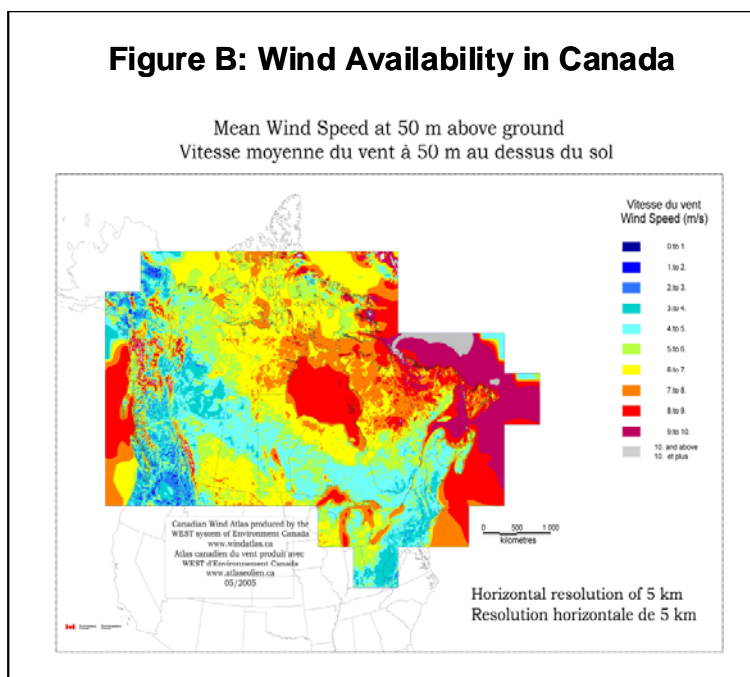 Figure B: Wind Availability in Canada
Mean Wind Speed at 50 m above ground
Vitesse moyenne du vent à 50 m au dessus du sol
Vitesse du vent
Wind Speed (m/s)
0 to 1.
1. to 2.
2. to 3.
3. to 4.
4. to 5.
5. to 6.
6 to 7.
7. to 8.
8. to 9.
9. to 10.
10. and above
10. et plus
Canadian Wind Atlas produced by the
WEST system of Environment Canada
www.windatlas.ca
Atlas canadien du vent produit avec
WEST d'Environnement Canada
www.atlaseolien.ca
05/2005
0 500 1 000
kilometres
Horizontal resolution of 5 km
Resolution horizontale de 5 km